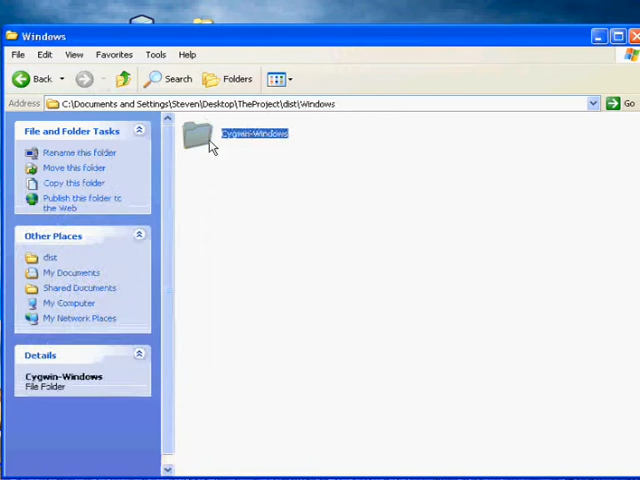 Windows
File Edit View Favorites Tools Help
Back Search Folders
Address C:\Documents and Settings\Steven\Desktop\TheProject\dist\Windows Go
File and Folder Tasks
Rename this folder
Move this folder
Copy this folder
Publish this folder to
the Web
Other Places
dist
My Documents
Shared Documents
My Computer
My Network Places
Details
Cygwin-Windows
File Folder
Cygwin-Windows